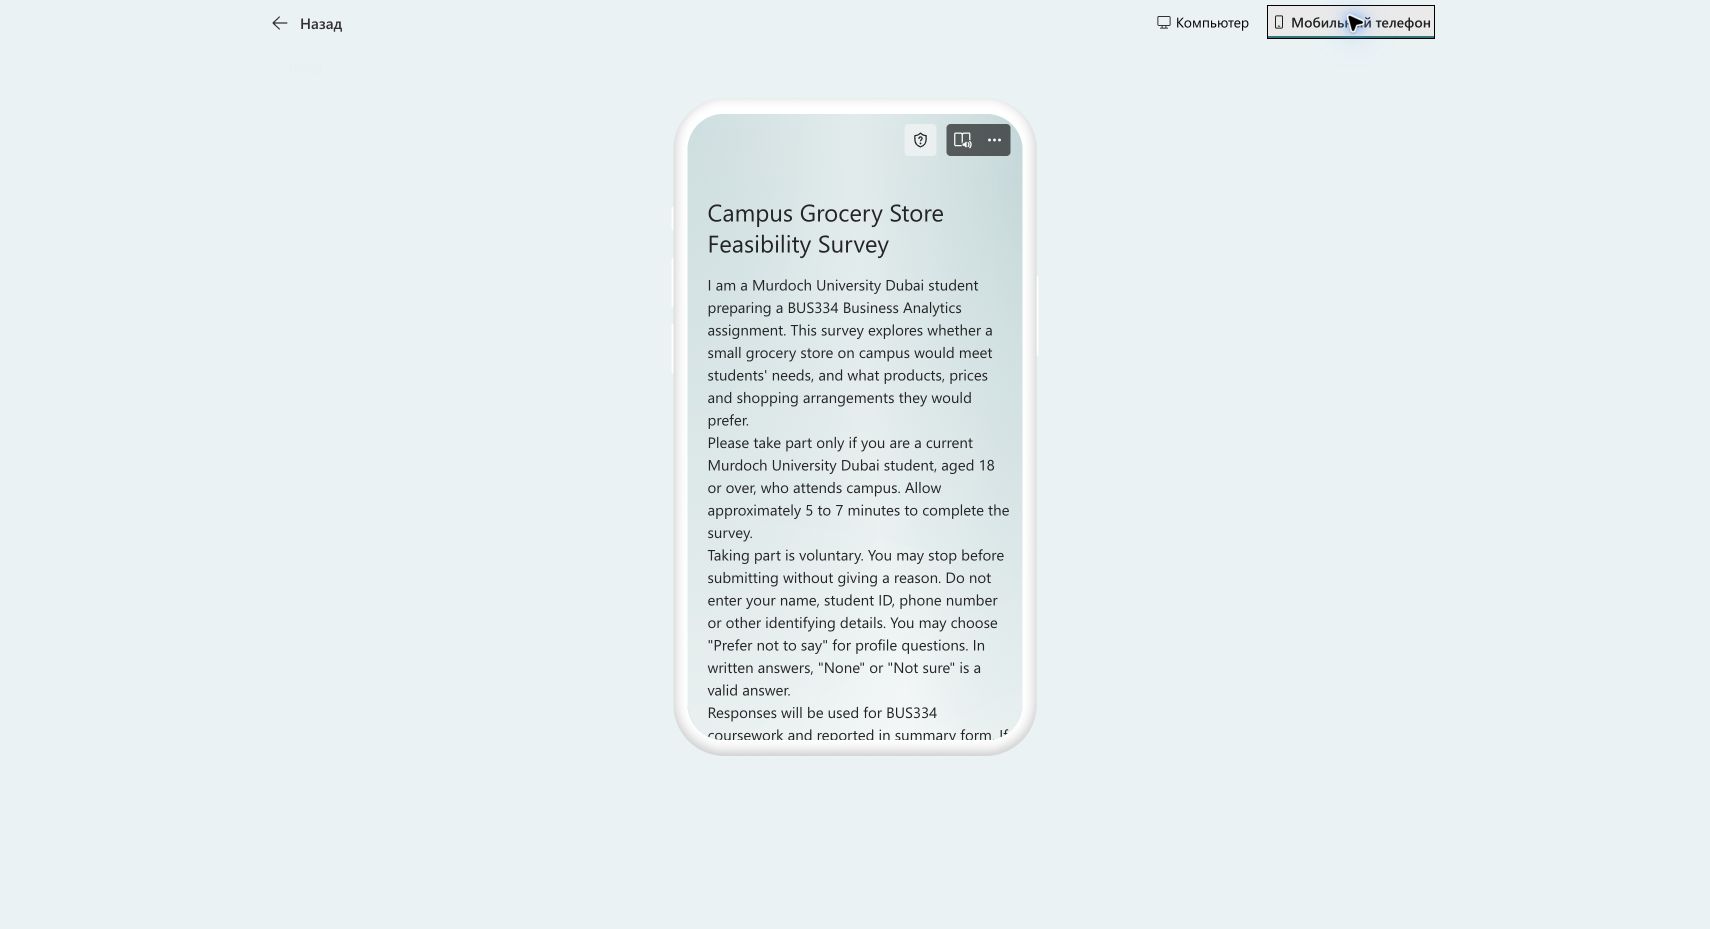 Назад
Компьютер
Мобильный телефон
Campus Grocery Store
Feasibility Survey
I am a Murdoch University Dubai student
preparing a BUS334 Business Analytics
assignment. This survey explores whether a
small grocery store on campus would meet
students' needs, and what products, prices
and shopping arrangements they would
prefer.
Please take part only if you are a current
Murdoch University Dubai student, aged 18
or over, who attends campus. Allow
approximately 5 to 7 minutes to complete the
survey.
Taking part is voluntary. You may stop before
submitting without giving a reason. Do not
enter your name, student ID, phone number
or other identifying details. You may choose
"Prefer not to say" for profile questions. In
written answers, "None" or "Not sure" is a
valid answer.
Responses will be used for BUS334
coursework and reported in summary form. If